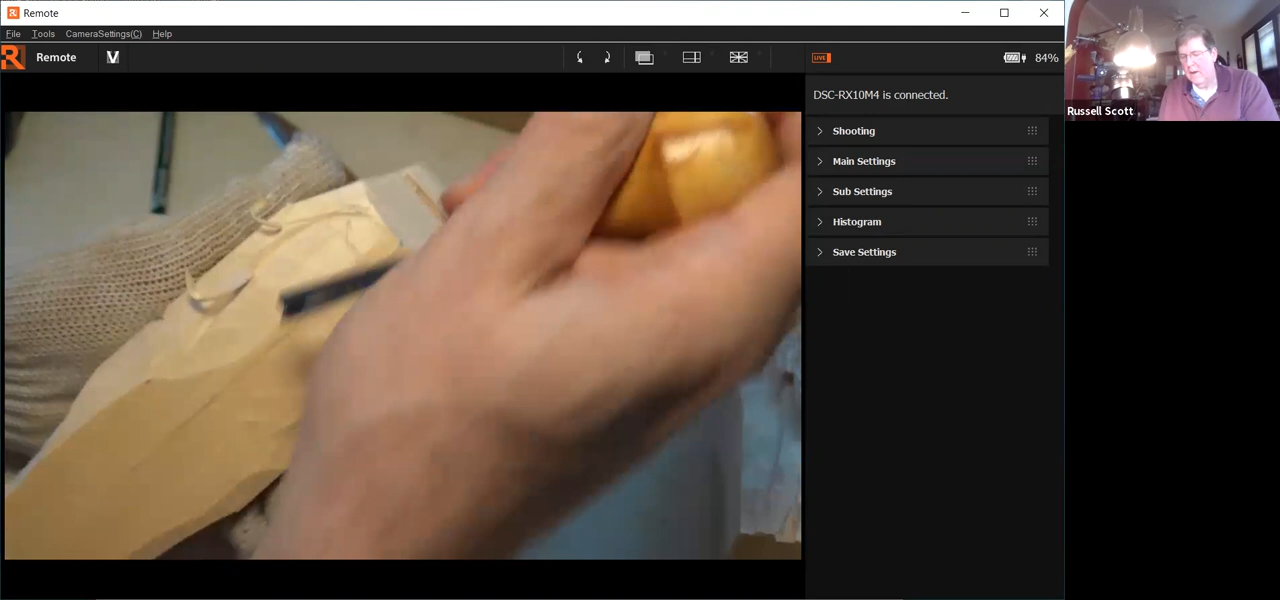 Remote
File Tools CameraSettings(C) Help
R Remote V
LIVE 84%
DSC-RX10M4 is connected.
Shooting
Main Settings
Sub Settings
Histogram
Save Settings
Russell Scott